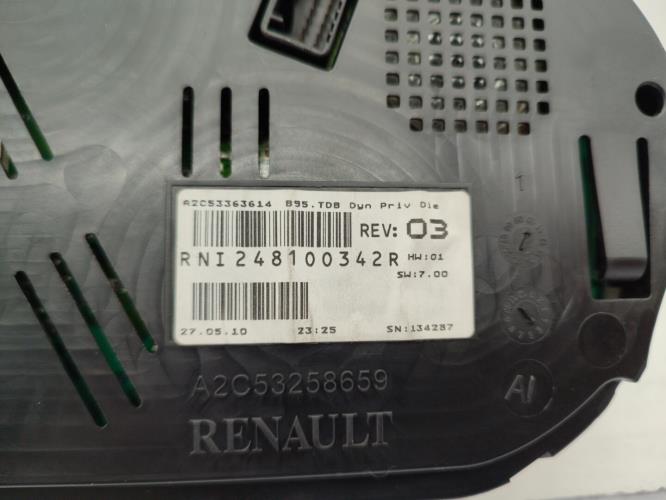 A2C53363614 B95.TDB Dyn Priv Die
REV: 03
RNI248100342R HW:01
SW:7.00
27.05.10 23:25 SN:134287
A2C53258659
AI
RENAULT